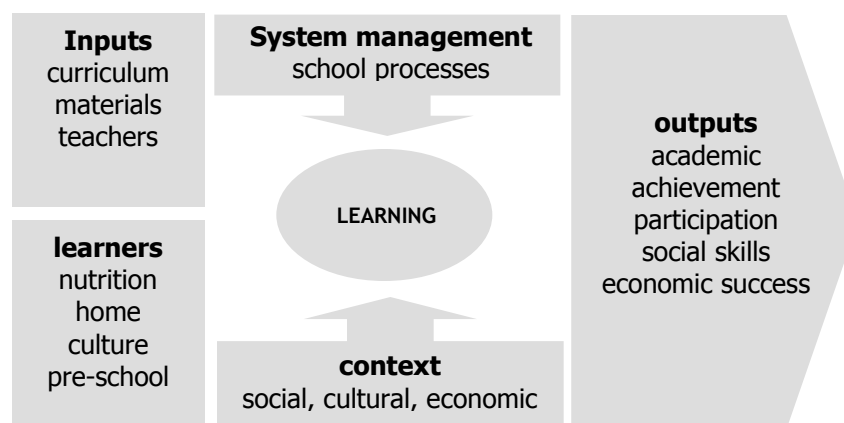 Inputs
curriculum
materials
teachers
learners
nutrition
home
culture
pre-school
System management
school processes
LEARNING
context
social, cultural, economic
outputs
academic
achievement
participation
social skills
economic success